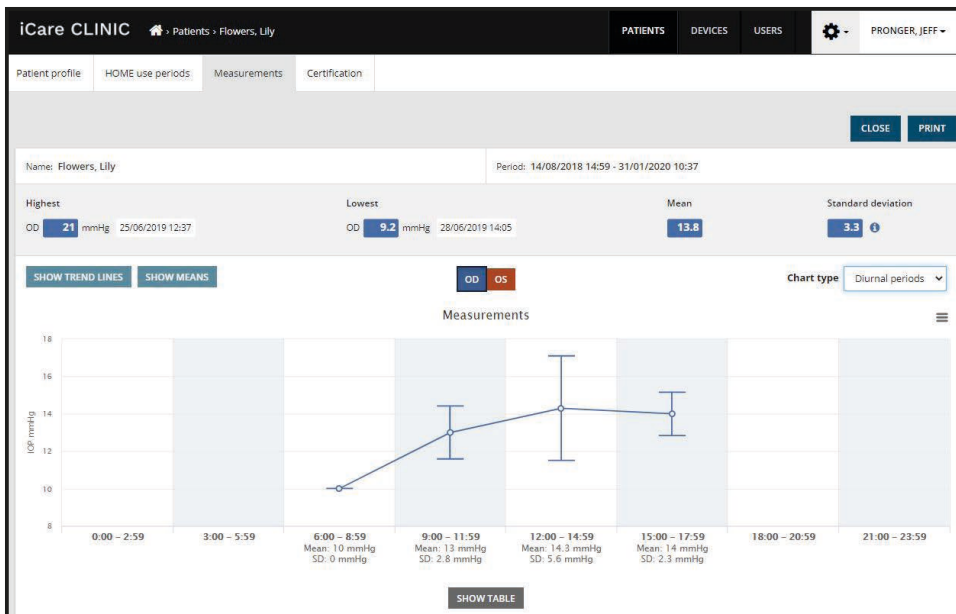 iCare CLINIC > Patients > Flowers, Lily PATIENTS DEVICES USERS PRONGER, JEFF
Patient profile HOME use periods Measurements Certification
CLOSE PRINT
Name: Flowers, Lily Period: 14/08/2018 14:59 - 31/01/2020 10:37
Highest Lowest Mean Standard deviation
OD 21 mmHg 25/06/2019 12:37 OD 9.2 mmHg 28/06/2019 14:05 13.8 3.3 i
SHOW TREND LINES SHOW MEANS OD OS Chart type Diurnal periods
Measurements
18
16
14
12
10
8
IOP mmHg
0:00 – 2:59 3:00 – 5:59 6:00 – 8:59 9:00 – 11:59 12:00 – 14:59 15:00 – 17:59 18:00 – 20:59 21:00 – 23:59
Mean: 10 mmHg Mean: 13 mmHg Mean: 14.3 mmHg Mean: 14 mmHg
SD: 0 mmHg SD: 2.8 mmHg SD: 5.6 mmHg SD: 2.3 mmHg
SHOW TABLE